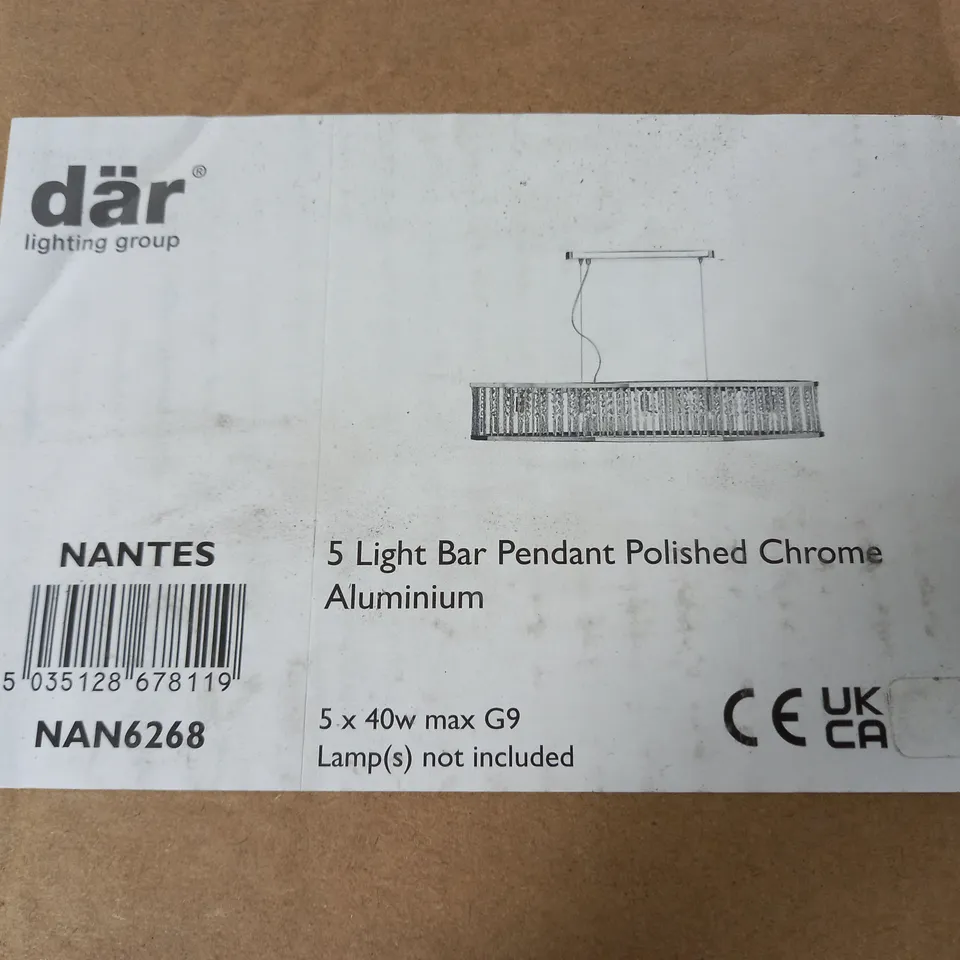 där®
lighting group
NANTES
5 035128 678119
NAN6268
5 Light Bar Pendant Polished Chrome
Aluminium
5 x 40w max G9
Lamp(s) not included
CE UK
CA